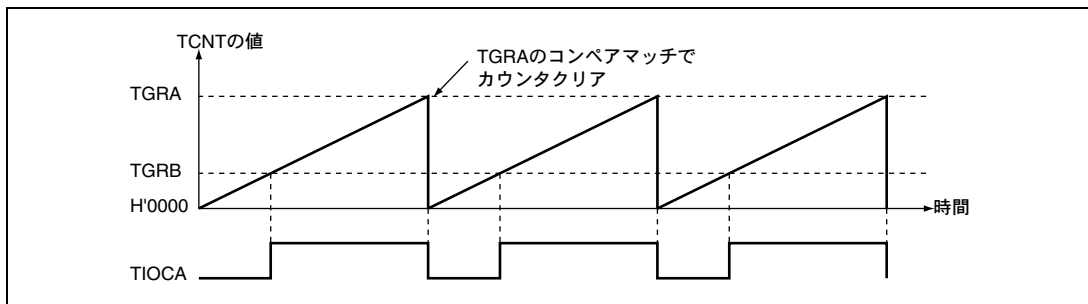 TCNTの値
TGRAのコンペアマッチで
カウンタクリア
TGRA
TGRB
H'0000
時間
TIOCA